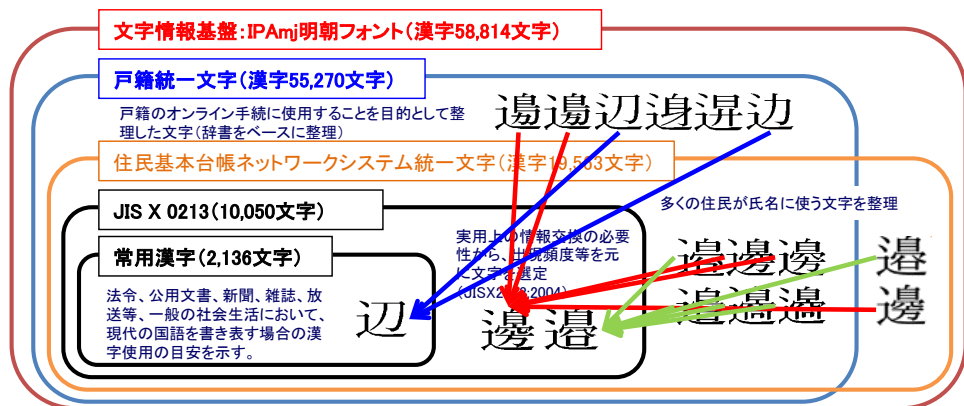 文字情報基盤:IPAmj明朝フォント(漢字58,814文字)
戸籍統一文字(漢字55,270文字)
戸籍のオンライン手続に使用することを目的として整
理した文字(辞書をベースに整理)
邊邊辺边
住民基本台帳ネットワークシステム統一文字(漢字19,563文字)
多くの住民が氏名に使う文字を整理
JIS X 0213(10,050文字)
実用上の情報交換の必要
性から、出現頻度等を元
に文字を選定
常用漢字(2,136文字)
法令、公用文書、新聞、雑誌、放
送等、一般の社会生活において、
現代の国語を書き表す場合の漢
字使用の目安を示す。
辺
邊 邉
邉邊邊 邉
邉邊邊 邊